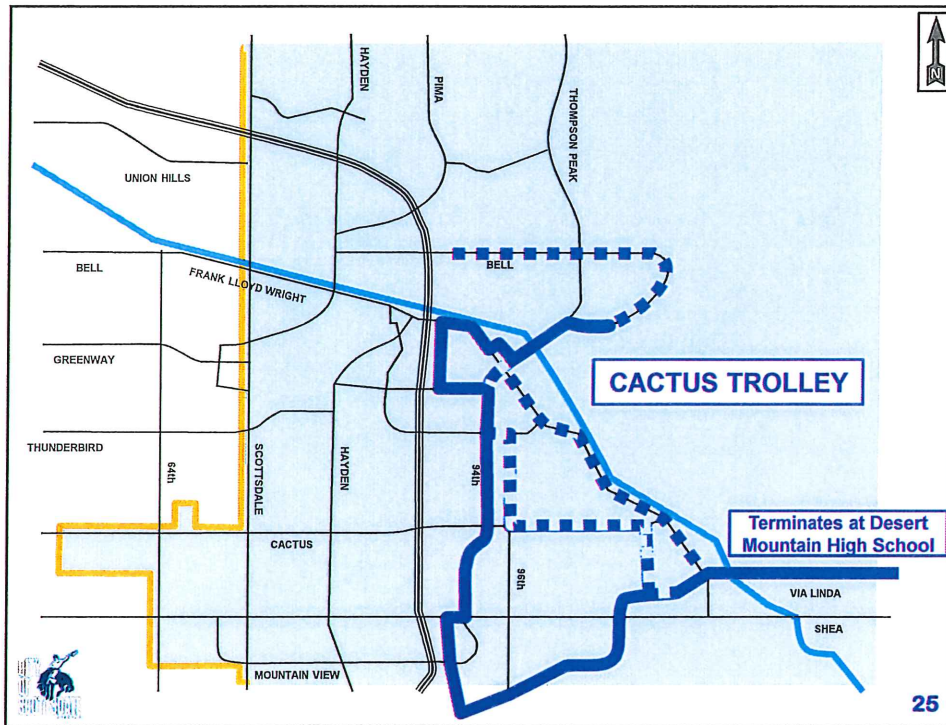 N
HAYDEN
PIMA
THOMPSON PEAK
UNION HILLS
BELL
BELL
FRANK LLOYD WRIGHT
GREENWAY
CACTUS TROLLEY
THUNDERBIRD
64th
SCOTTSDALE
HAYDEN
94th
Terminates at Desert
Mountain High School
CACTUS
96th
VIA LINDA
SHEA
MOUNTAIN VIEW
25